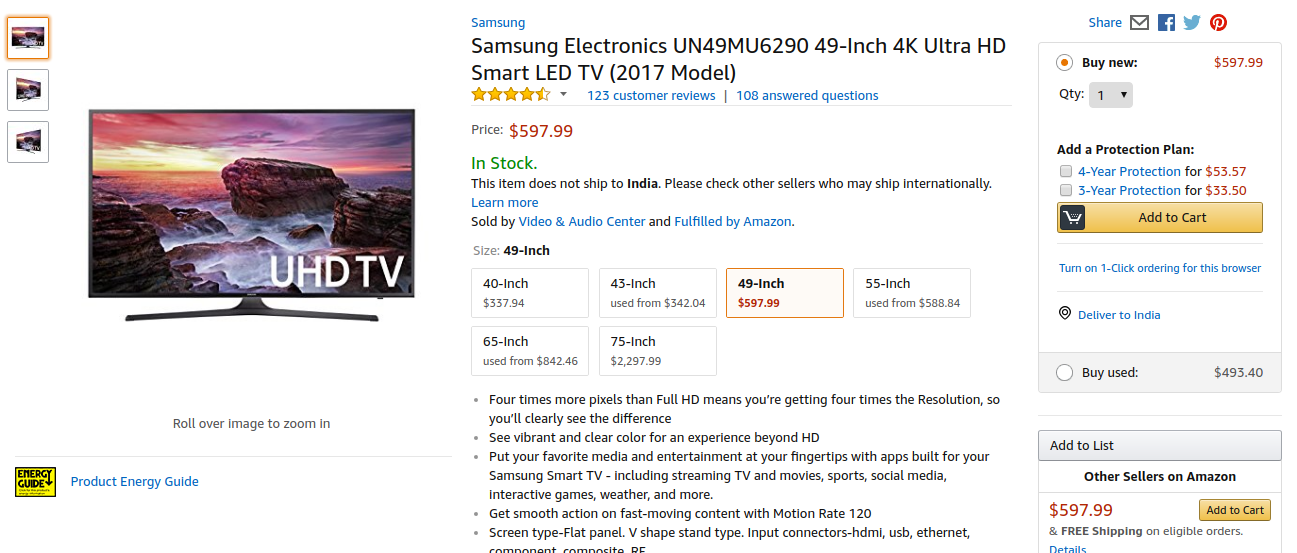 Samsung
Samsung Electronics UN49MU6290 49-Inch 4K Ultra HD
Smart LED TV (2017 Model)
123 customer reviews | 108 answered questions
Price: $597.99
In Stock.
This item does not ship to India. Please check other sellers who may ship internationally.
Learn more
Sold by Video & Audio Center and Fulfilled by Amazon.
Size: 49-Inch
40-Inch
$337.94
43-Inch
used from $342.04
49-Inch
$597.99
55-Inch
used from $588.84
65-Inch
used from $842.46
75-Inch
$2,297.99
• Four times more pixels than Full HD means you’re getting four times the Resolution, so
you’ll clearly see the difference
• See vibrant and clear color for an experience beyond HD
• Put your favorite media and entertainment at your fingertips with apps built for your
Samsung Smart TV - including streaming TV and movies, sports, social media,
interactive games, weather, and more.
• Get smooth action on fast-moving content with Motion Rate 120
• Screen type-Flat panel. V shape stand type. Input connectors-hdmi, usb, ethernet,
component, composite, RF
UHD TV
Roll over image to zoom in
ENERGY
GUIDE
Product Energy Guide
Share
Buy new: $597.99
Qty: 1
Add a Protection Plan:
4-Year Protection for $53.57
3-Year Protection for $33.50
Add to Cart
Turn on 1-Click ordering for this browser
Deliver to India
Buy used: $493.40
Add to List
Other Sellers on Amazon
$597.99 Add to Cart
& FREE Shipping on eligible orders.
Details